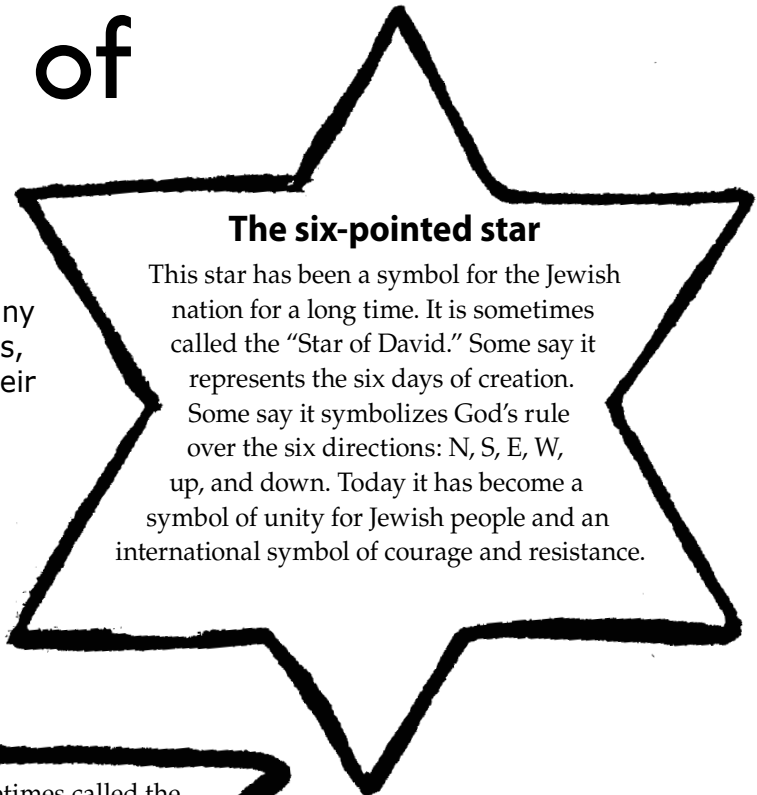 of
The six-pointed star
This star has been a symbol for the Jewish
nation for a long time. It is sometimes
called the “Star of David.” Some say it
represents the six days of creation.
Some say it symbolizes God’s rule
over the six directions: N, S, E, W,
up, and down. Today it has become a
symbol of unity for Jewish people and an
international symbol of courage and resistance.
called the